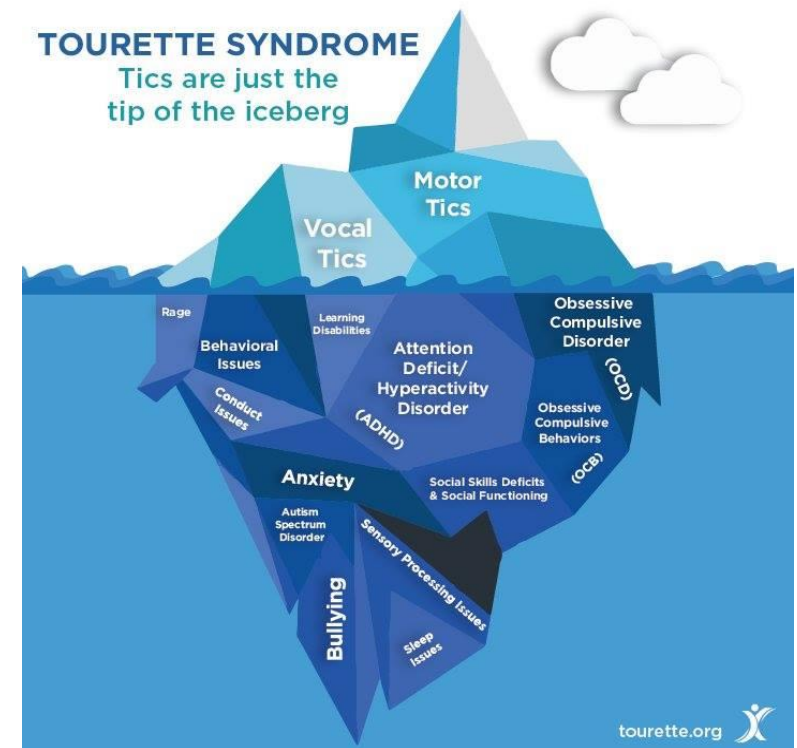 TOURETTE SYNDROME
Tics are just the
tip of the iceberg
Motor
Tics
Vocal
Tics
Rage
Behavioral
Issues
Learning
Disabilities
Attention
Deficit/
Hyperactivity
Disorder
(ADHD)
Obsessive
Compulsive
Disorder
(OCD)
Conduct
Issues
Obsessive
Compulsive
Behaviors
(OCB)
Anxiety
Social Skills Deficits
& Social Functioning
Autism
Spectrum
Disorder
Bullying
Sensory Processing Issues
Sleep
Issues
tourette.org